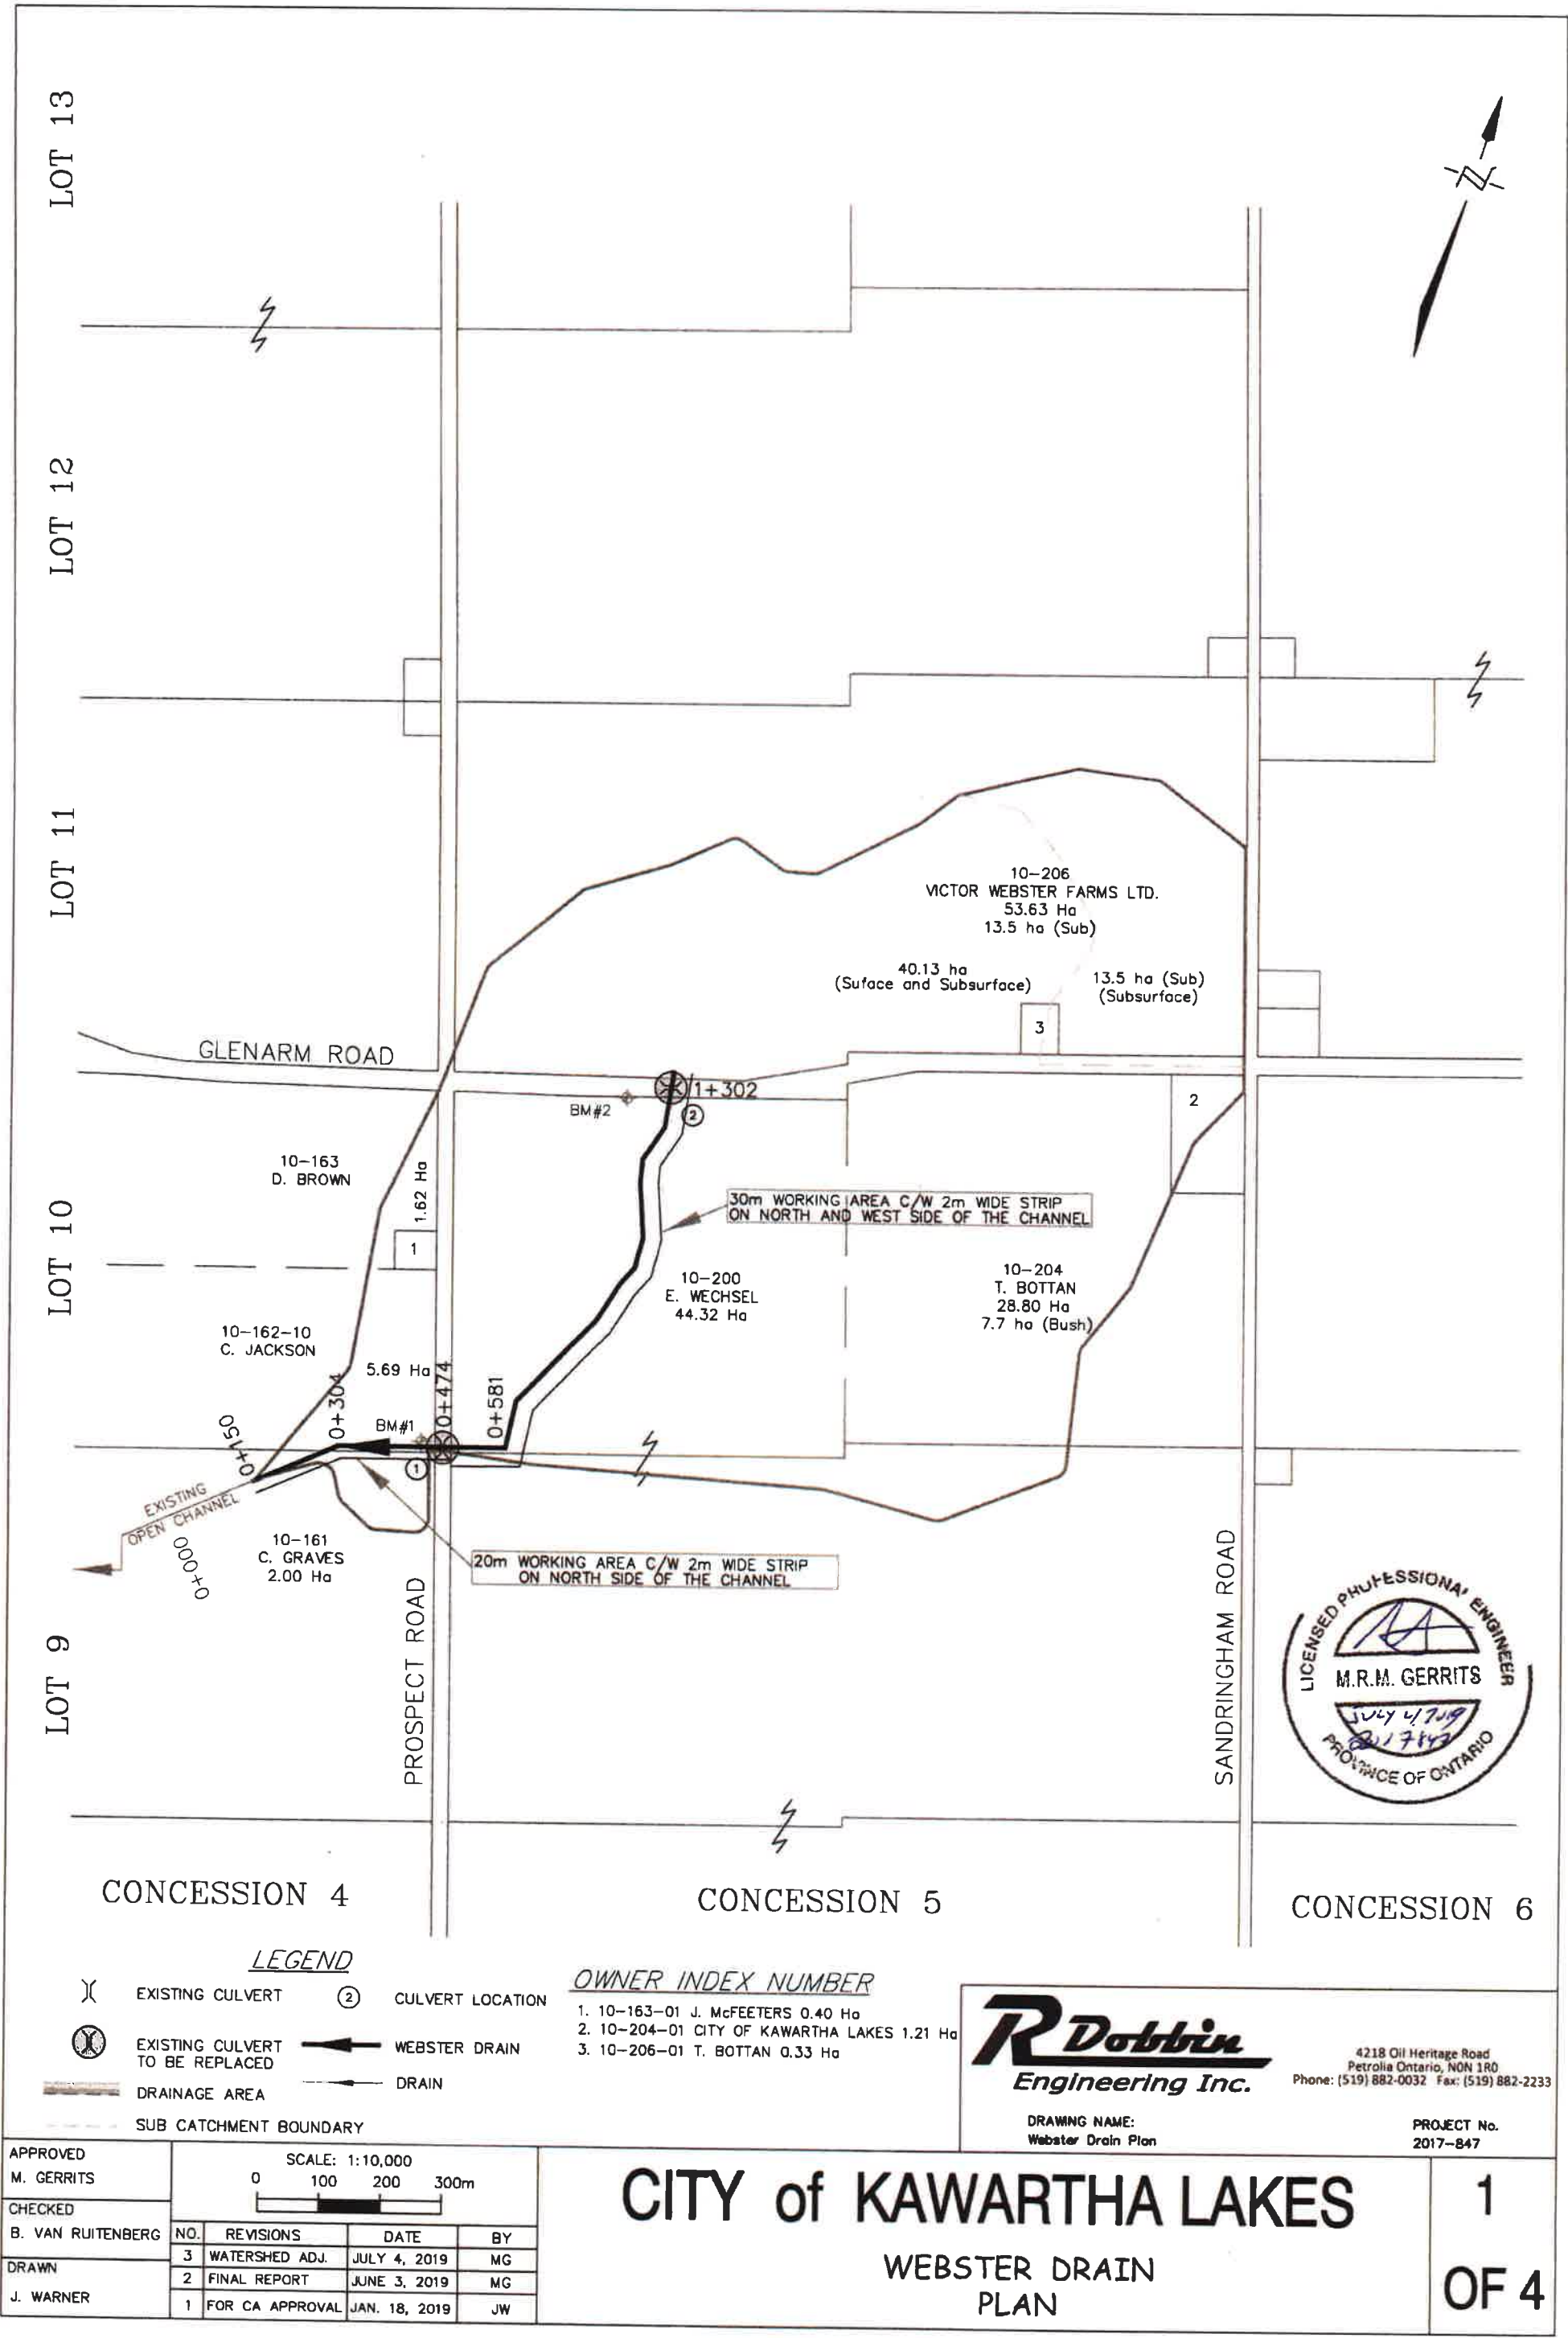 LOT 13
LOT 12
LOT 11
LOT 10
LOT 9
N
10-206
VICTOR WEBSTER FARMS LTD.
53.63 Ha
13.5 ha (Sub)
40.13 ha
(Suface and Subsurface)
13.5 ha (Sub)
(Subsurface)
3
GLENARM ROAD
1+302
BM#2
2
2
10-163
D. BROWN
1.62 Ha
1
30m WORKING AREA C/W 2m WIDE STRIP
ON NORTH AND WEST SIDE OF THE CHANNEL
10-200
E. WECHSEL
44.32 Ha
10-204
T. BOTTAN
28.80 Ha
7.7 ha (Bush)
10-162-10
C. JACKSON
5.69 Ha
0+150
0+304
BM#1
0+474
0+581
1
EXISTING
OPEN CHANNEL
0+000
10-161
C. GRAVES
2.00 Ha
20m WORKING AREA C/W 2m WIDE STRIP
ON NORTH SIDE OF THE CHANNEL
PROSPECT ROAD
SANDRINGHAM ROAD
LICENSED PROFESSIONAL ENGINEER
M.R.M. GERRITS
JULY 4/2019
PROVINCE OF ONTARIO
CONCESSION 4
CONCESSION 5
CONCESSION 6
LEGEND
EXISTING CULVERT
2 CULVERT LOCATION
EXISTING CULVERT
TO BE REPLACED
WEBSTER DRAIN
DRAINAGE AREA
DRAIN
SUB CATCHMENT BOUNDARY
OWNER INDEX NUMBER
1. 10-163-01 J. McFEETERS 0.40 Ha
2. 10-204-01 CITY OF KAWARTHA LAKES 1.21 Ha
3. 10-206-01 T. BOTTAN 0.33 Ha
R Dobbin
Engineering Inc.
4218 Oil Heritage Road
Petrolia Ontario, N0N 1R0
Phone: (519) 882-0032 Fax: (519) 882-2233
DRAWING NAME:
Webster Drain Plan
PROJECT No.
2017-847
APPROVED
M. GERRITS
CHECKED
B. VAN RUITENBERG
DRAWN
J. WARNER
SCALE: 1:10,000
0 100 200 300m
NO. REVISIONS DATE BY
3 WATERSHED ADJ. JULY 4, 2019 MG
2 FINAL REPORT JUNE 3, 2019 MG
1 FOR CA APPROVAL JAN. 18, 2019 JW
CITY of KAWARTHA LAKES
WEBSTER DRAIN
PLAN
1
OF 4